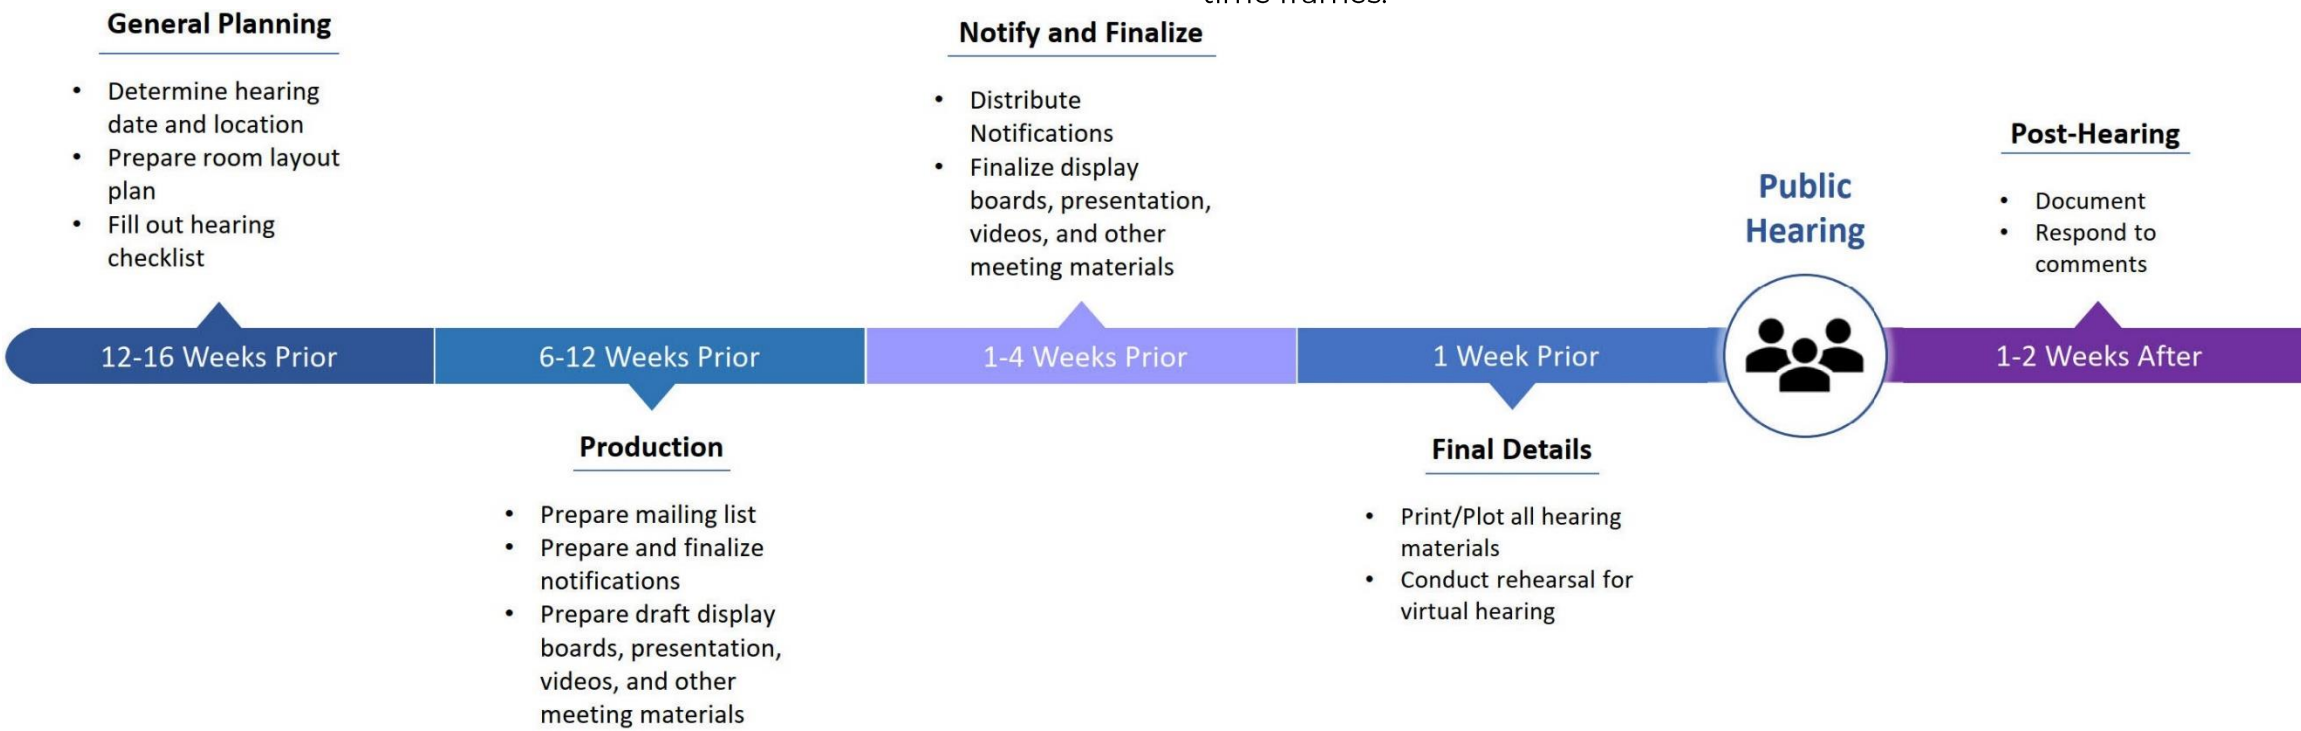 time frames.
General Planning
• Determine hearing
date and location
• Prepare room layout
plan
• Fill out hearing
checklist
12-16 Weeks Prior
6-12 Weeks Prior
Production
• Prepare mailing list
• Prepare and finalize
notifications
• Prepare draft display
boards, presentation,
videos, and other
meeting materials
Notify and Finalize
• Distribute
Notifications
• Finalize display
boards, presentation,
videos, and other
meeting materials
1-4 Weeks Prior
1 Week Prior
Final Details
• Print/Plot all hearing
materials
• Conduct rehearsal for
virtual hearing
Public
Hearing
Post-Hearing
• Document
• Respond to
comments
1-2 Weeks After